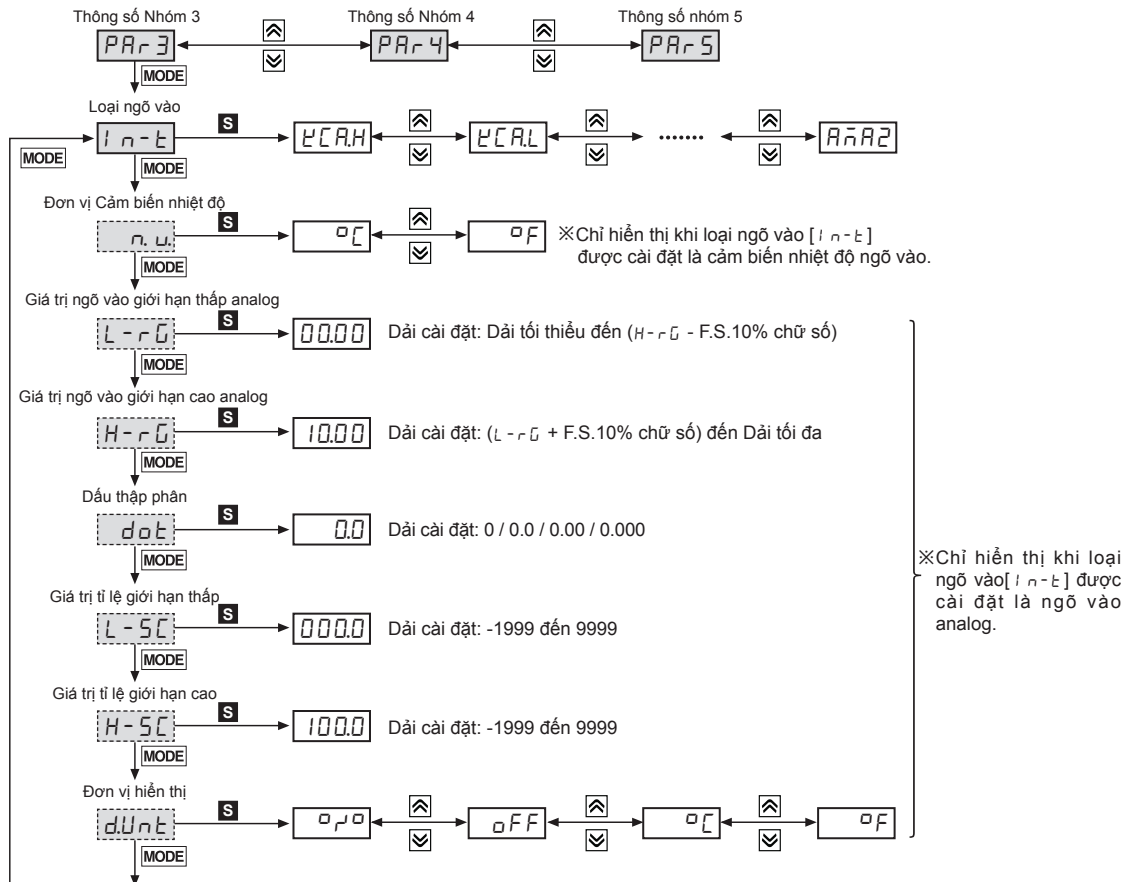 Thông số Nhóm 3 Thông số Nhóm 4 Thông số nhóm 5
PAr3 PAr4 PAr5
MODE
Loại ngõ vào
MODE In-t S KCA.H KCA.L ······· AMA2
MODE
Đơn vị Cảm biến nhiệt độ
n.u. S °C °F ※Chỉ hiển thị khi loại ngõ vào [In-t]
được cài đặt là cảm biến nhiệt độ ngõ vào.
MODE
Giá trị ngõ vào giới hạn thấp analog
L-rG S 00.00 Dải cài đặt: Dải tối thiểu đến (H-rG - F.S.10% chữ số)
MODE
Giá trị ngõ vào giới hạn cao analog
H-rG S 10.00 Dải cài đặt: (L-rG + F.S.10% chữ số) đến Dải tối đa
MODE
Dấu thập phân
dot S 0.0 Dải cài đặt: 0 / 0.0 / 0.00 / 0.000
MODE
※Chỉ hiển thị khi loại
ngõ vào[In-t] được
cài đặt là ngõ vào
analog.
Giá trị tỉ lệ giới hạn thấp
L-SC S 000.0 Dải cài đặt: -1999 đến 9999
MODE
Giá trị tỉ lệ giới hạn cao
H-SC S 100.0 Dải cài đặt: -1999 đến 9999
MODE
Đơn vị hiển thị
d.Unt S o/o oFF °C °F
MODE